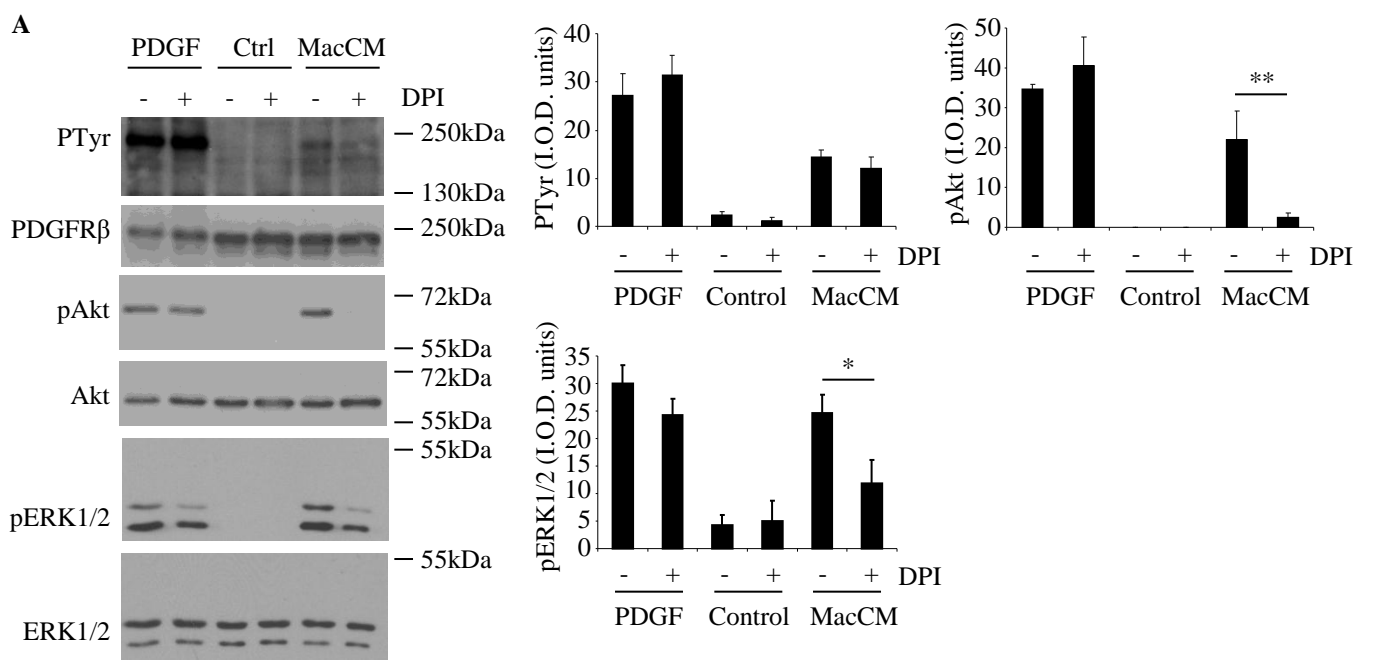 A
PDGF Ctrl MacCM
- + - + - + DPI
PTyr
250kDa
130kDa
PDGFRβ
250kDa
pAkt
72kDa
55kDa
Akt
72kDa
55kDa
pERK1/2
55kDa
ERK1/2
55kDa
PTyr (I.O.D. units)
40
30
20
10
0
- + - + - + DPI
PDGF Control MacCM
pAkt (I.O.D. units)
50
40
30
20
10
0
**
- + - + - + DPI
PDGF Control MacCM
pERK1/2 (I.O.D. units)
35
30
25
20
15
10
5
0
*
- + - + - + DPI
PDGF Control MacCM